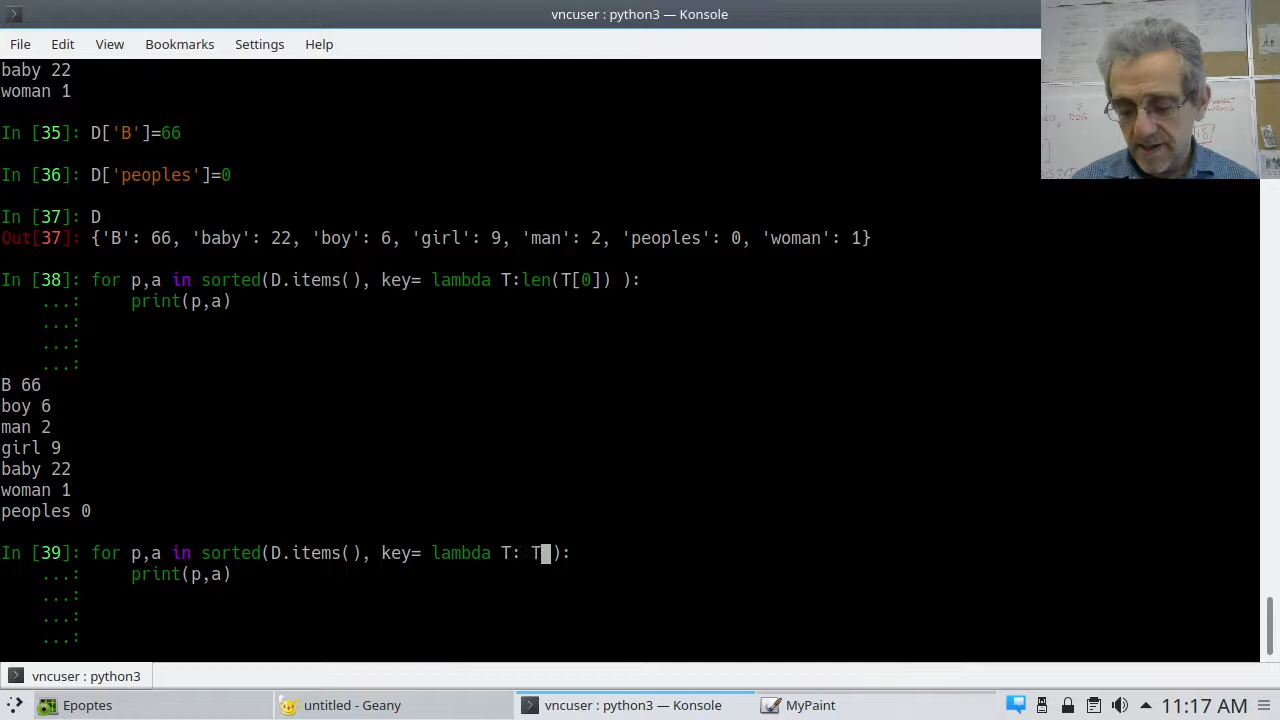 vncuser : python3 — Konsole
File Edit View Bookmarks Settings Help
baby 22
woman 1
In [35]: D['B']=66
In [36]: D['peoples']=0
In [37]: D
Out[37]: {'B': 66, 'baby': 22, 'boy': 6, 'girl': 9, 'man': 2, 'peoples': 0, 'woman': 1}
In [38]: for p,a in sorted(D.items(), key= lambda T:len(T[0]) ):
...: print(p,a)
...:
...:
...:
B 66
boy 6
man 2
girl 9
baby 22
woman 1
peoples 0
In [39]: for p,a in sorted(D.items(), key= lambda T: T ):
...: print(p,a)
...:
...:
...:
vncuser : python3
Epoptes
untitled - Geany
vncuser : python3 — Konsole
MyPaint
11:17 AM
18